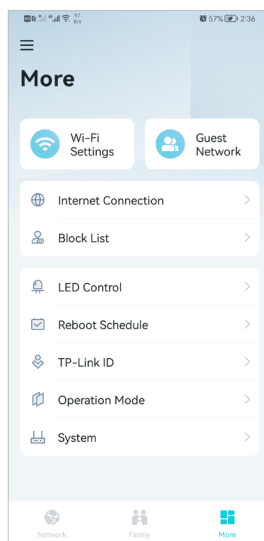 57% 2:36
More
Wi-Fi
Settings
Guest
Network
Internet Connection
Block List
LED Control
Reboot Schedule
TP-Link ID
Operation Mode
System
Network
Family
More